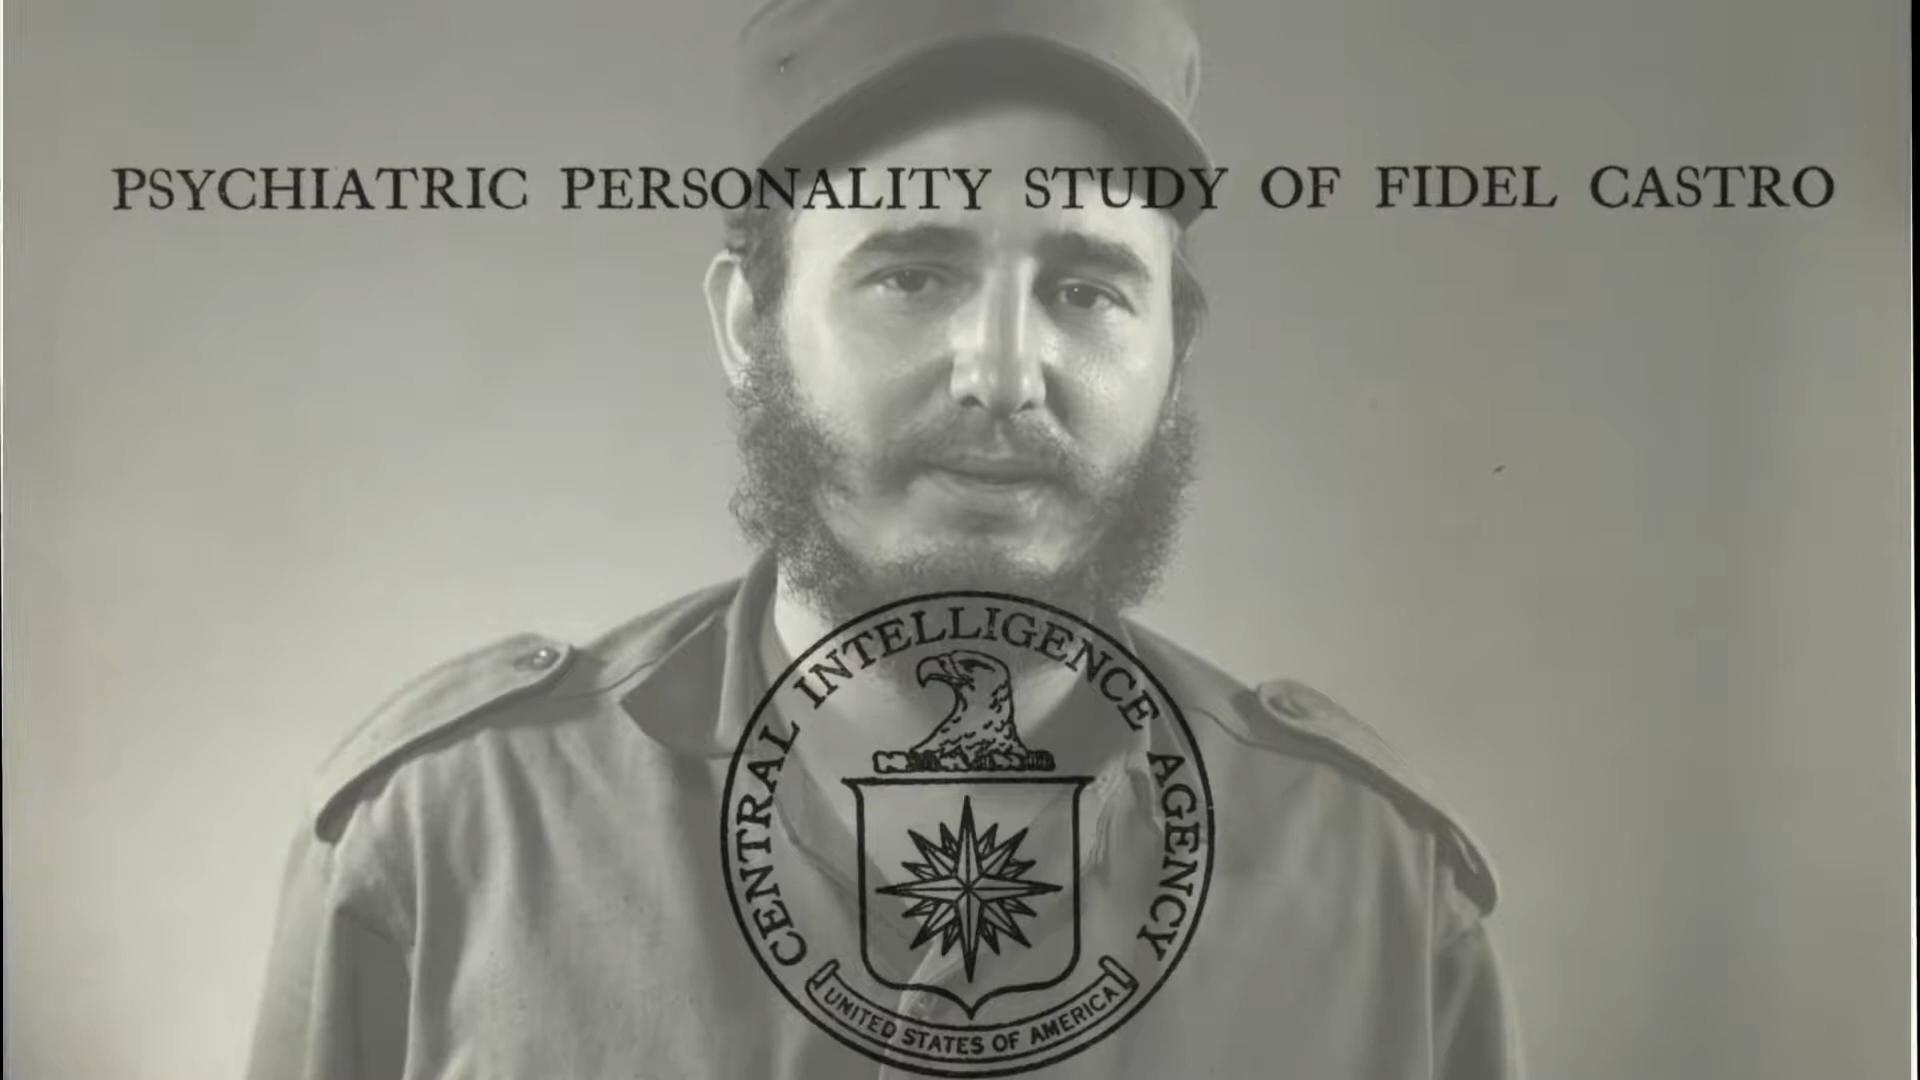 PSYCHIATRIC PERSONALITY STUDY OF FIDEL CASTRO
CENTRAL INTELLIGENCE AGENCY
UNITED STATES OF AMERICA